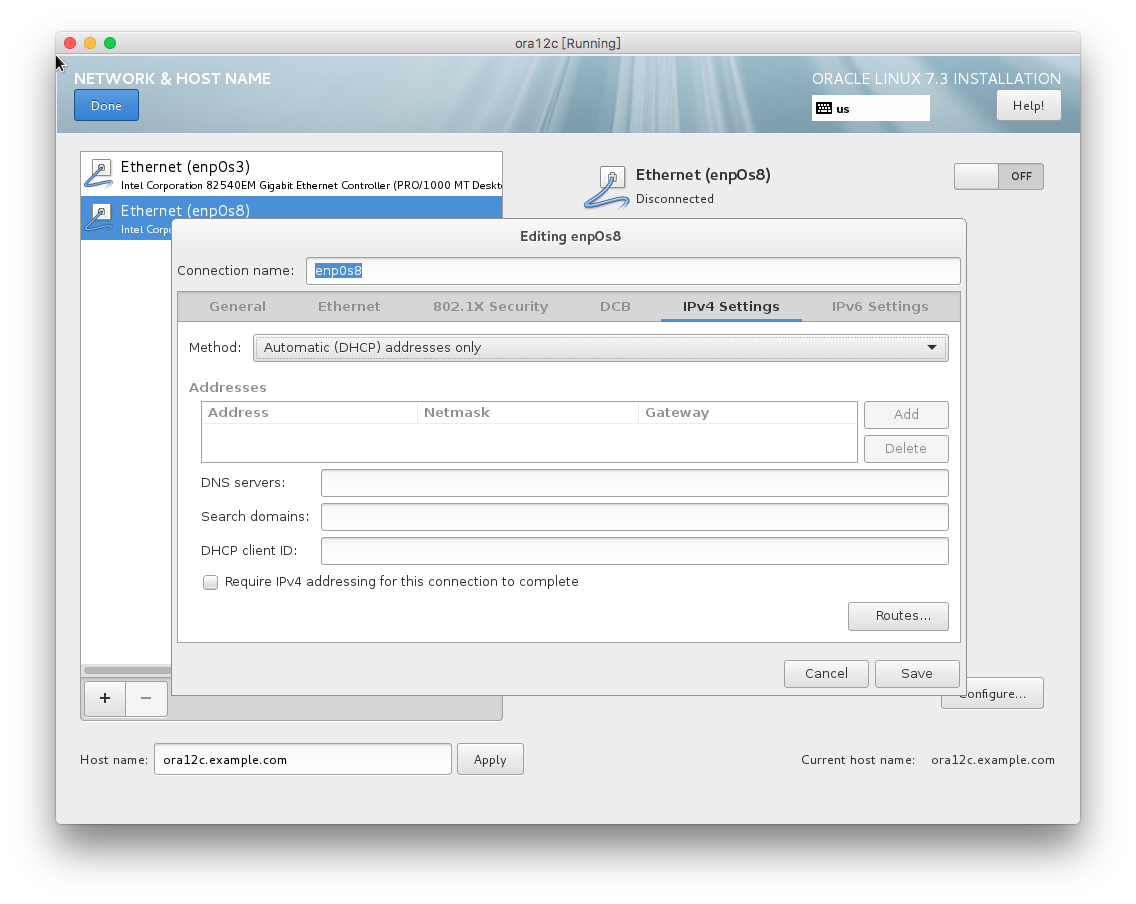 ora12c [Running]
NETWORK & HOST NAME
ORACLE LINUX 7.3 INSTALLATION
Done
us
Help!
Ethernet (enp0s3)
Intel Corporation 82540EM Gigabit Ethernet Controller (PRO/1000 MT Deskt
Ethernet (enp0s8)
Intel Corp
Ethernet (enp0s8)
Disconnected
OFF
Editing enp0s8
Connection name: enp0s8
General Ethernet 802.1X Security DCB IPv4 Settings IPv6 Settings
Method: Automatic (DHCP) addresses only
Addresses
Address Netmask Gateway
Add
Delete
DNS servers:
Search domains:
DHCP client ID:
Require IPv4 addressing for this connection to complete
Routes...
Cancel Save
+ −
onfigure...
Host name: ora12c.example.com Apply
Current host name: ora12c.example.com